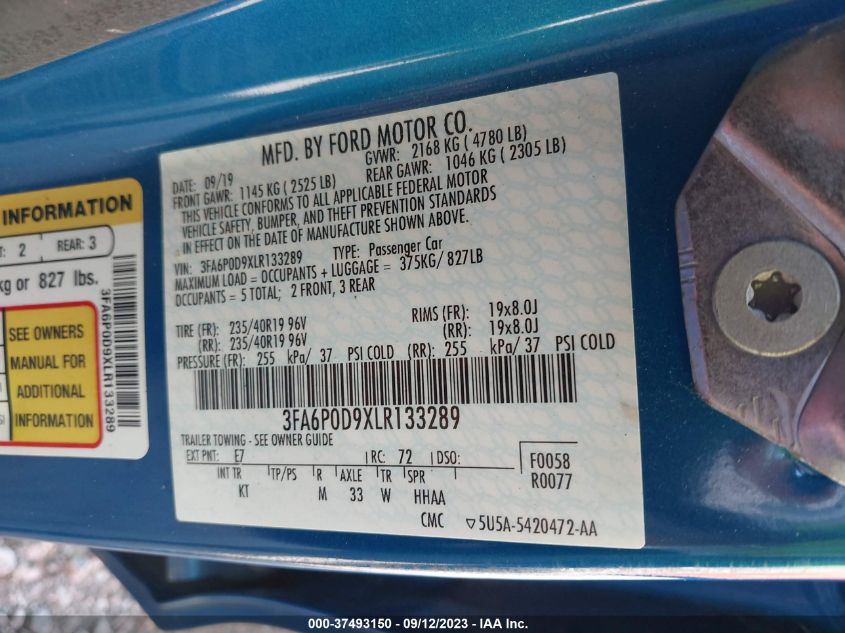 INFORMATION
2 REAR: 3
kg or 827 lbs.
SEE OWNERS
MANUAL FOR
ADDITIONAL
INFORMATION
3FA6P0D9XLR133289
MFD. BY FORD MOTOR CO.
DATE: 09/19 GVWR: 2168 KG ( 4780 LB)
FRONT GAWR: 1145 KG ( 2525 LB) REAR GAWR: 1046 KG ( 2305 LB)
THIS VEHICLE CONFORMS TO ALL APPLICABLE FEDERAL MOTOR
VEHICLE SAFETY, BUMPER, AND THEFT PREVENTION STANDARDS
IN EFFECT ON THE DATE OF MANUFACTURE SHOWN ABOVE.
VIN: 3FA6P0D9XLR133289 TYPE: Passenger Car
MAXIMUM LOAD = OCCUPANTS + LUGGAGE = 375KG/ 827LB
OCCUPANTS = 5 TOTAL; 2 FRONT, 3 REAR
TIRE (FR): 235/40R19 96V RIMS (FR): 19x8.0J
(RR): 235/40R19 96V (RR): 19x8.0J
PRESSURE (FR): 255 kPa/ 37 PSI COLD (RR): 255 kPa/ 37 PSI COLD
3FA6P0D9XLR133289
TRAILER TOWING - SEE OWNER GUIDE
EXT PNT: E7 RC: 72 DSO: F0058
INT TR TP/PS R AXLE TR SPR R0077
KT M 33 W HHAA
CMC ▽5U5A-5420472-AA
000-37493150 - 09/12/2023 - IAA Inc.